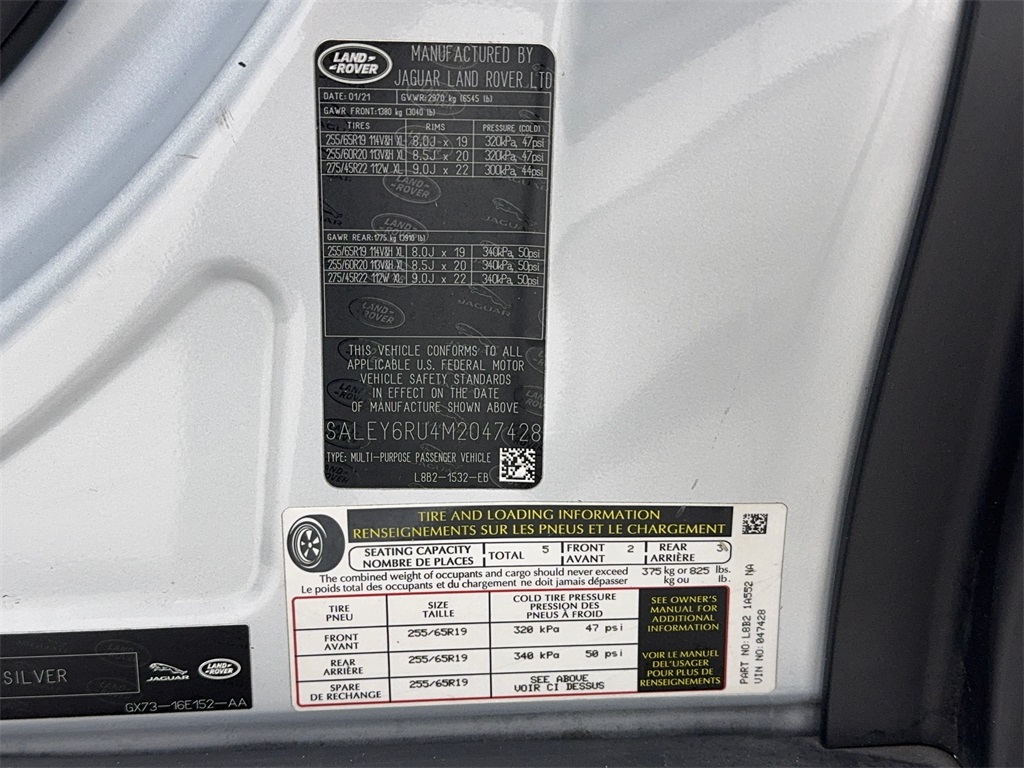 LAND-
-ROVER
MANUFACTURED BY
JAGUAR LAND ROVER LTD
DATE: 01/21 GVWR: 2970 kg (6545 lb)
GAWR FRONT: 1380 kg (3040 lb)
TIRES RIMS PRESSURE (COLD)
255/65R19 114V&H XL 8.0J x 19 320kPa, 47psi
255/60R20 113V&H XL 8.5J x 20 320kPa, 47psi
275/45R22 112W XL 9.0J x 22 300kPa, 44psi
GAWR REAR: 1775 kg (3910 lb)
255/65R19 114V&H XL 8.0J x 19 340kPa, 50psi
255/60R20 113V&H XL 8.5J x 20 340kPa, 50psi
275/45R22 112W XL 9.0J x 22 340kPa, 50psi
THIS VEHICLE CONFORMS TO ALL
APPLICABLE U.S. FEDERAL MOTOR
VEHICLE SAFETY STANDARDS
IN EFFECT ON THE DATE
OF MANUFACTURE SHOWN ABOVE
SALEY6RU4M2047428
TYPE: MULTI-PURPOSE PASSENGER VEHICLE
L8B2-1532-EB
TIRE AND LOADING INFORMATION
RENSEIGNEMENTS SUR LES PNEUS ET LE CHARGEMENT
SEATING CAPACITY TOTAL 5 FRONT 2 REAR 3
NOMBRE DE PLACES AVANT ARRIÈRE
The combined weight of occupants and cargo should never exceed 375 kg or 825 lbs.
Le poids total des occupants et du chargement ne doit jamais dépasser kg ou lb.
TIRE SIZE COLD TIRE PRESSURE
PNEU TAILLE PRESSION DES
PNEUS À FROID
FRONT 255/65R19 320 kPa 47 psi
AVANT
REAR 255/65R19 340 kPa 50 psi
ARRIÈRE
SPARE 255/65R19 SEE ABOVE
DE RECHANGE VOIR CI DESSUS
SEE OWNER'S
MANUAL FOR
ADDITIONAL
INFORMATION
VOIR LE MANUEL
DEL'USAGER
POUR PLUS DE
RENSEIGNEMENTS
PART NO: L8B2 1A552 NA
VIN NO: 047428
SILVER
JAGUAR
LAND-
-ROVER
GX73-16E152-AA